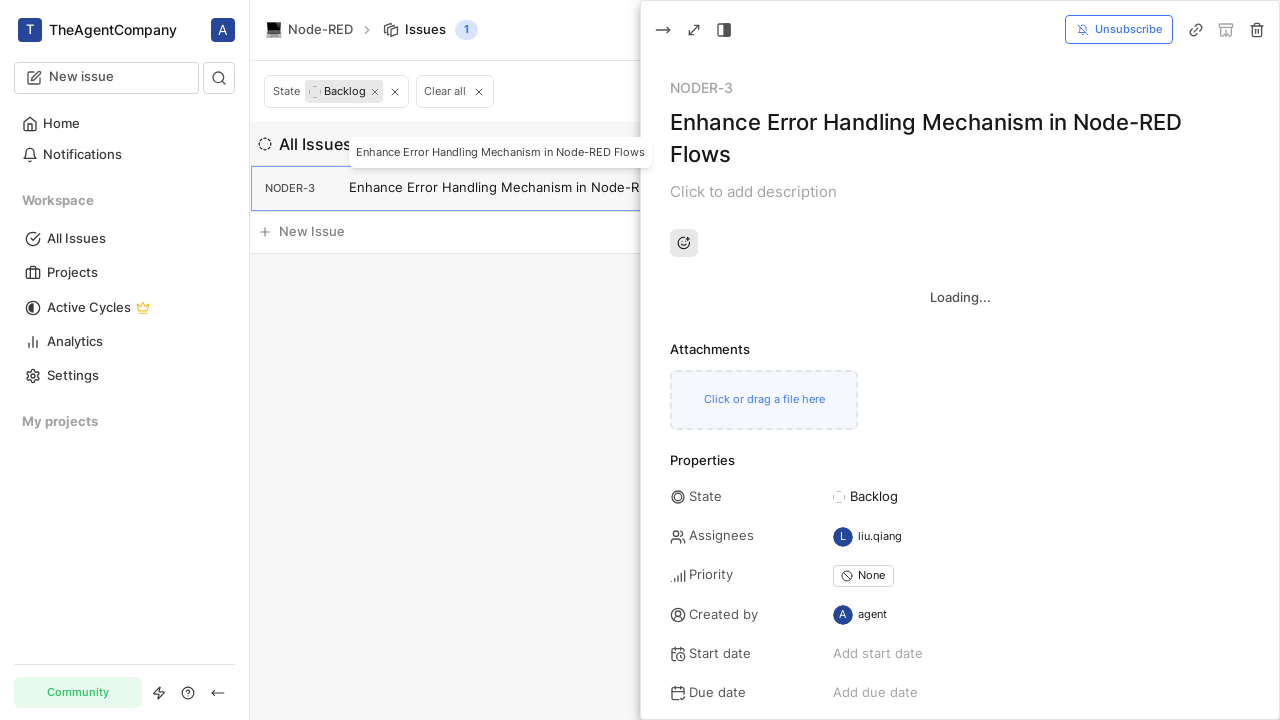 T TheAgentCompany A
New issue
Home
Notifications
Workspace
All Issues
Projects
Active Cycles
Analytics
Settings
My projects
Community
Node-RED Issues 1
State Backlog Clear all
All Issues
Enhance Error Handling Mechanism in Node-RED Flows
NODER-3 Enhance Error Handling Mechanism in Node-R
New Issue
Unsubscribe
NODER-3
Enhance Error Handling Mechanism in Node-RED
Flows
Click to add description
Loading...
Attachments
Click or drag a file here
Properties
State Backlog
Assignees L liu.qiang
Priority None
Created by A agent
Start date Add start date
Due date Add due date